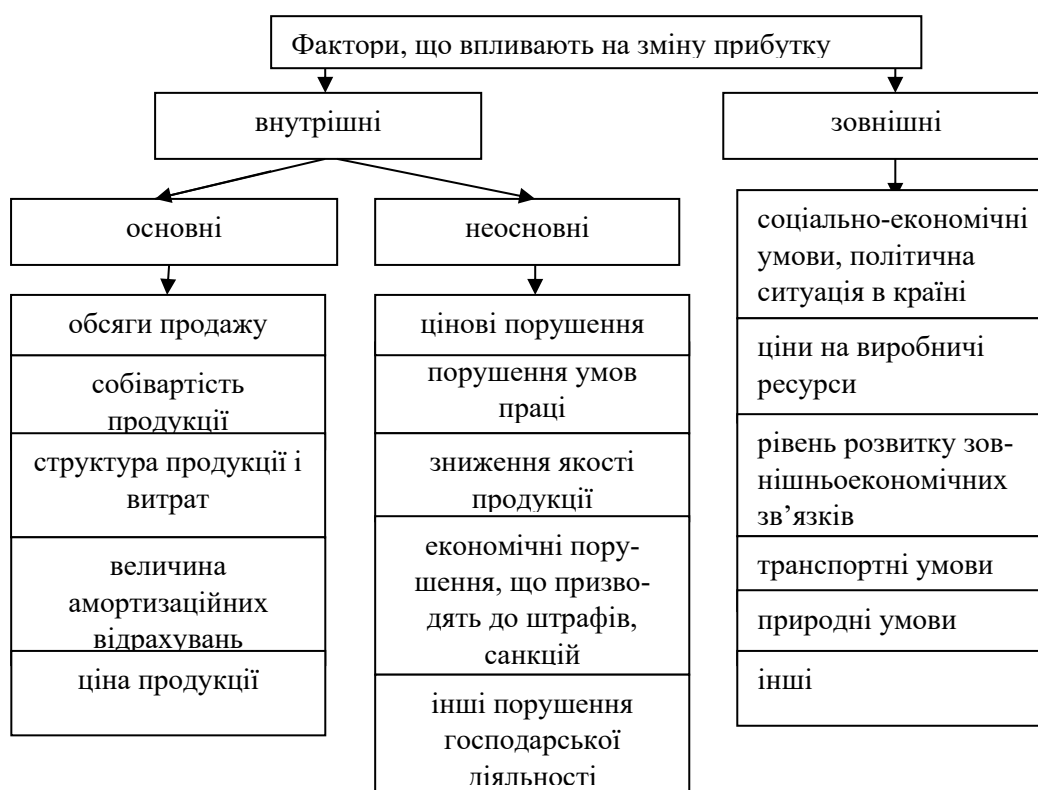 Фактори, що впливають на зміну прибутку
внутрішні
зовнішні
основні
неосновні
обсяги продажу
собівартість
продукції
структура продукції і
витрат
величина
амортизаційних
відрахувань
ціна продукції
цінові порушення
порушення умов
праці
зниження якості
продукції
економічні пору-
шення, що призво-
дять до штрафів,
санкцій
інші порушення
господарської
діяльності
соціально-економічні
умови, політична
ситуація в країні
ціни на виробничі
ресурси
рівень розвитку зов-
нішньоекономічних
зв’язків
транспортні умови
природні умови
інші